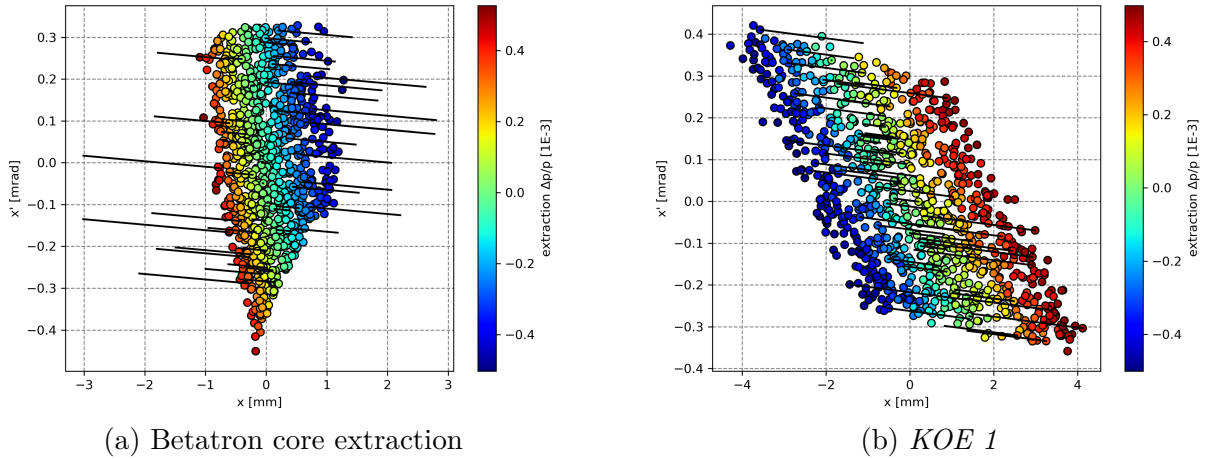 0.3
0.2
0.1
0.0
−0.1
−0.2
−0.3
−0.4
x' [mrad]
−3 −2 −1 0 1 2 3
x [mm]
0.4
0.2
0.0
−0.2
−0.4
extraction Δp/p [1E-3]
(a) Betatron core extraction
0.4
0.3
0.2
0.1
0.0
−0.1
−0.2
−0.3
−0.4
x' [mrad]
−4 −2 0 2 4
x [mm]
0.4
0.2
0.0
−0.2
−0.4
extraction Δp/p [1E-3]
(b) KOE 1